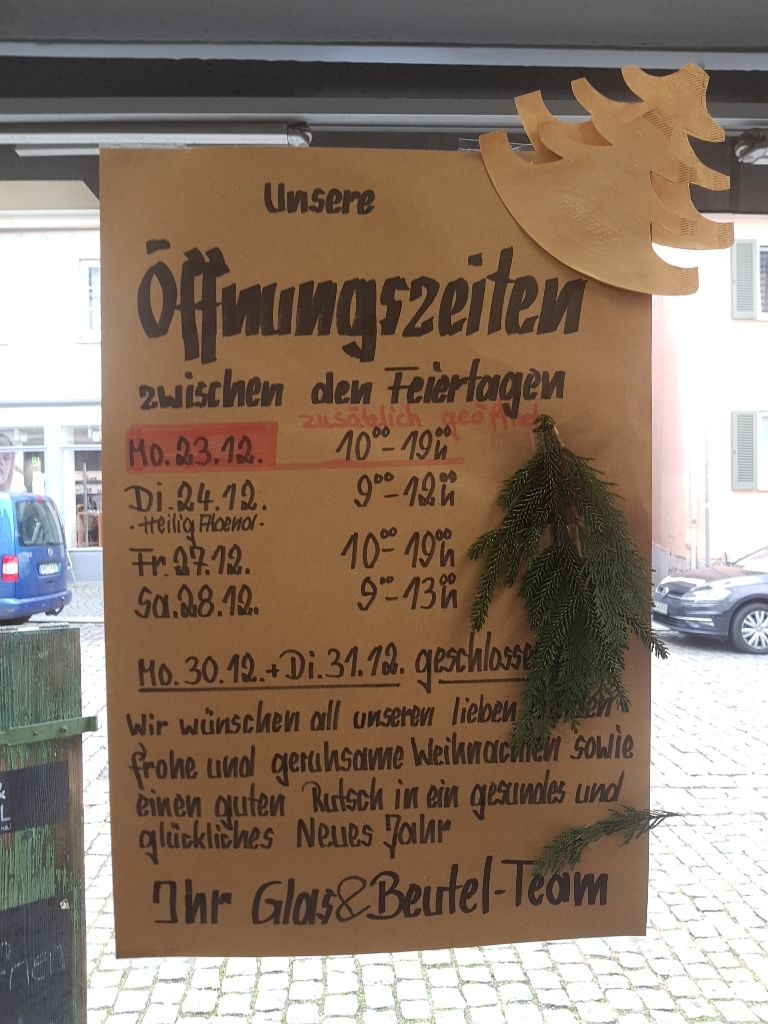 Unsere
Öffnungszeiten
zwischen den Feiertagen
zusätzlich geöffnet
Mo. 23.12. 10⁰⁰-19h
Di. 24.12. 9⁰⁰-12h
-Heilig Abend-
Fr. 27.12. 10⁰⁰-19h
Sa. 28.12. 9⁰⁰-13h
Mo. 30.12. + Di. 31.12. geschlosse
Wir wünschen all unseren lieben
frohe und geruhsame Weihnachten sowie
einen guten Rutsch in ein gesundes und
glückliches Neues Jahr
Ihr Glas&Beutel-Team